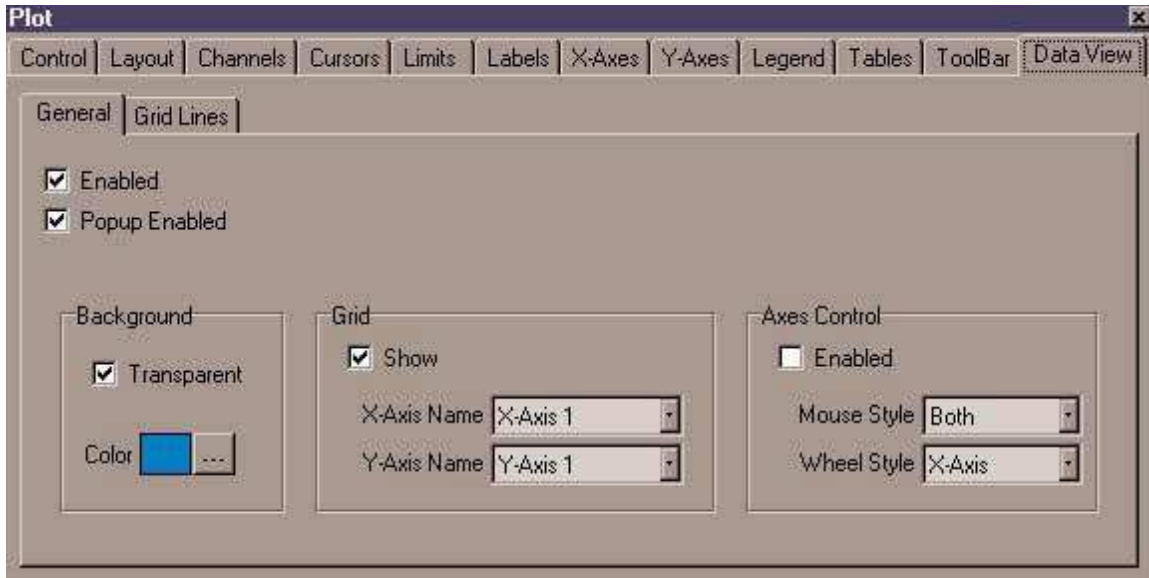 Plot
Control Layout Channels Cursors Limits Labels X-Axes Y-Axes Legend Tables ToolBar Data View
General Grid Lines
Enabled
Popup Enabled
Background
Transparent
Color ...
Grid
Show
X-Axis Name X-Axis 1
Y-Axis Name Y-Axis 1
Axes Control
Enabled
Mouse Style Both
Wheel Style X-Axis